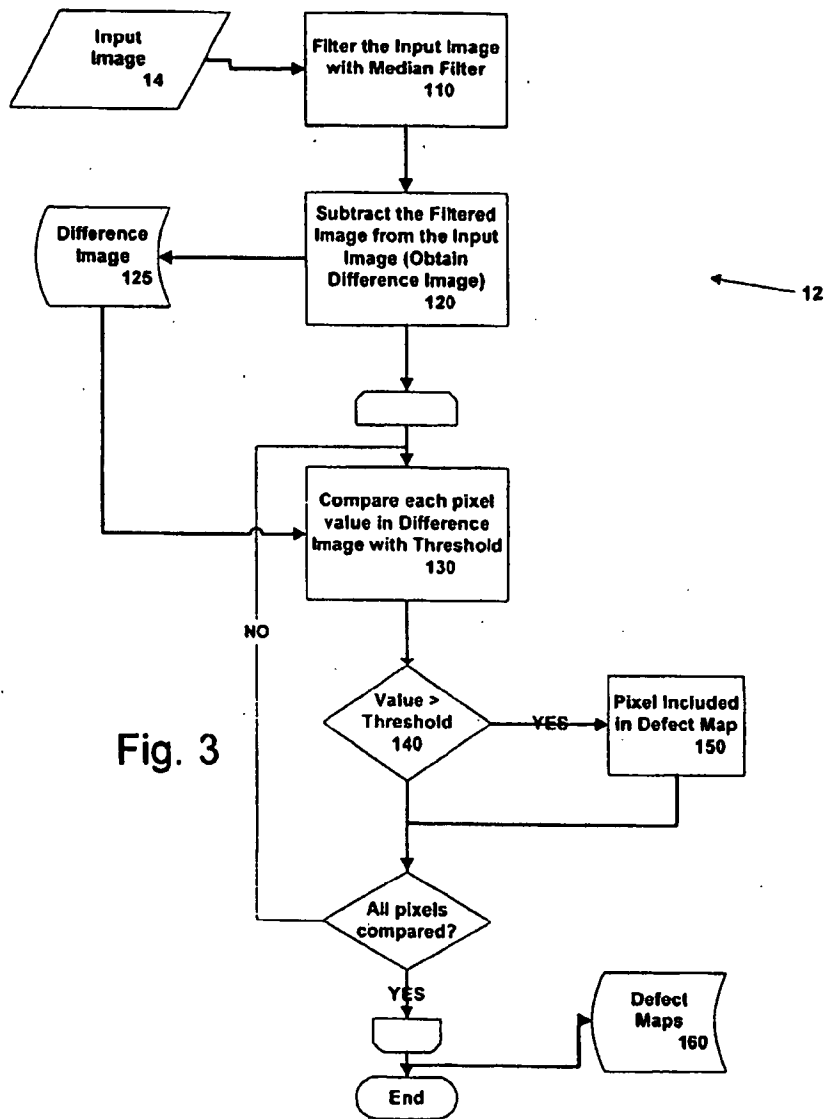 Input
Image
14
Filter the Input Image
with Median Filter
110
Subtract the Filtered
Image from the Input
Image (Obtain
Difference Image)
120
Difference
Image
125
12
Compare each pixel
value in Difference
Image with Threshold
130
NO
Value >
Threshold
140
YES
Pixel Included
in Defect Map
150
Fig. 3
All pixels
compared?
YES
Defect
Maps
160
End